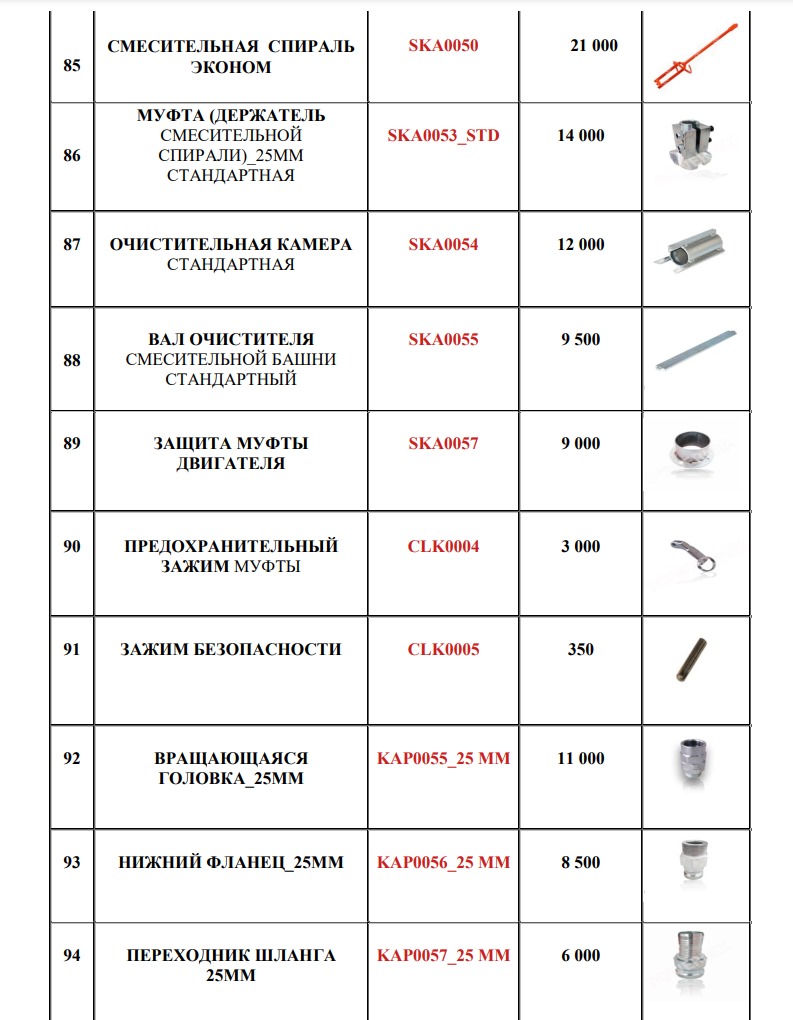 85
СМЕСИТЕЛЬНАЯ СПИРАЛЬ
ЭКОНОМ
SKA0050
21 000
86
МУФТА (ДЕРЖАТЕЛЬ
СМЕСИТЕЛЬНОЙ
СПИРАЛИ)_25ММ
СТАНДАРТНАЯ
SKA0053_STD
14 000
87
ОЧИСТИТЕЛЬНАЯ КАМЕРА
СТАНДАРТНАЯ
SKA0054
12 000
88
ВАЛ ОЧИСТИТЕЛЯ
СМЕСИТЕЛЬНОЙ БАШНИ
СТАНДАРТНЫЙ
SKA0055
9 500
89
ЗАЩИТА МУФТЫ
ДВИГАТЕЛЯ
SKA0057
9 000
90
ПРЕДОХРАНИТЕЛЬНЫЙ
ЗАЖИМ МУФТЫ
CLK0004
3 000
91
ЗАЖИМ БЕЗОПАСНОСТИ
CLK0005
350
92
ВРАЩАЮЩАЯСЯ
ГОЛОВКА_25ММ
KAP0055_25 MM
11 000
93
НИЖНИЙ ФЛАНЕЦ_25ММ
KAP0056_25 MM
8 500
94
ПЕРЕХОДНИК ШЛАНГА
25ММ
KAP0057_25 MM
6 000